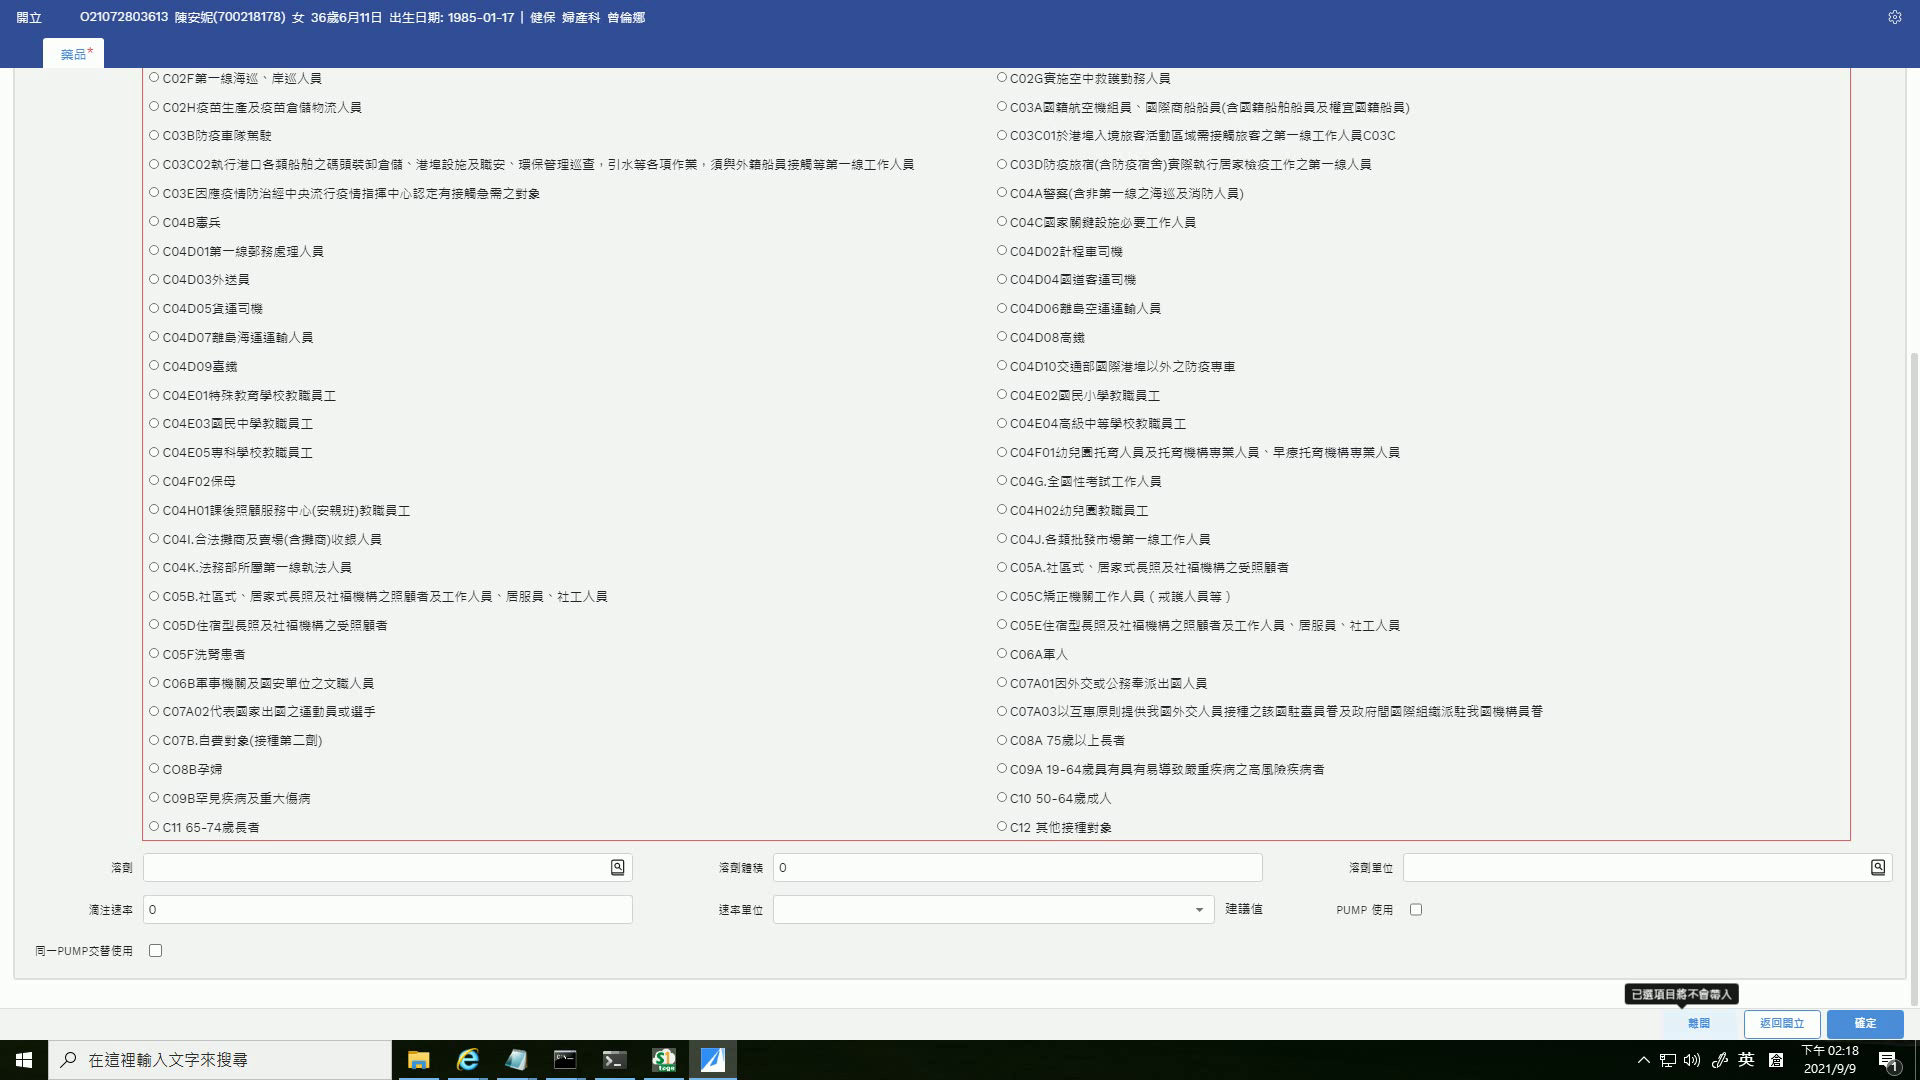 開立 O21072803613 陳安妮(700218178) 女 36歲6月11日 出生日期: 1985-01-17 | 健保 婦產科 曾倫娜
藥品*
C02F第一線海巡、岸巡人員
C02G實施空中救護勤務人員
C02H疫苗生產及疫苗倉儲物流人員
C03A國籍航空機組員、國際商船船員(含國籍船舶船員及權宜國籍船員)
C03B防疫車隊駕駛
C03C01於港埠入境旅客活動區域需接觸旅客之第一線工作人員C03C
C03C02執行港口各類船舶之碼頭裝卸倉儲、港埠設施及職安、環保管理巡查，引水等各項作業，須與外籍船員接觸等第一線工作人員
C03D防疫旅宿(含防疫宿舍)實際執行居家檢疫工作之第一線人員
C03E因應疫情防治經中央流行疫情指揮中心認定有接觸急需之對象
C04A警察(含非第一線之海巡及消防人員)
C04B憲兵
C04C國家關鍵設施必要工作人員
C04D01第一線郵務處理人員
C04D02計程車司機
C04D03外送員
C04D04國道客運司機
C04D05貨運司機
C04D06離島空運運輸人員
C04D07離島海運運輸人員
C04D08高鐵
C04D09臺鐵
C04D10交通部國際港埠以外之防疫專車
C04E01特殊教育學校教職員工
C04E02國民小學教職員工
C04E03國民中學教職員工
C04E04高級中等學校教職員工
C04E05專科學校教職員工
C04F01幼兒園托育人員及托育機構專業人員、早療托育機構專業人員
C04F02保母
C04G.全國性考試工作人員
C04H01課後照顧服務中心(安親班)教職員工
C04H02幼兒園教職員工
C04I.合法攤商及賣場(含攤商)收銀人員
C04J.各類批發市場第一線工作人員
C04K.法務部所屬第一線執法人員
C05A.社區式、居家式長照及社福機構之受照顧者
C05B.社區式、居家式長照及社福機構之照顧者及工作人員、居服員、社工人員
C05C矯正機關工作人員（戒護人員等）
C05D住宿型長照及社福機構之受照顧者
C05E住宿型長照及社福機構之照顧者及工作人員、居服員、社工人員
C05F洗腎患者
C06A軍人
C06B軍事機關及國安單位之文職人員
C07A01因外交或公務奉派出國人員
C07A02代表國家出國之運動員或選手
C07A03以互惠原則提供我國外交人員接種之該國駐臺員眷及政府間國際組織派駐我國機構員眷
C07B.自費對象(接種第二劑)
C08A 75歲以上長者
CO8B孕婦
C09A 19-64歲具有具有易導致嚴重疾病之高風險疾病者
C09B罕見疾病及重大傷病
C10 50-64歲成人
C11 65-74歲長者
C12 其他接種對象
溶劑 溶劑體積 0 溶劑單位
滴注速率 0 速率單位 建議值 PUMP 使用
同一PUMP交替使用
已選項目將不會帶入
離開 返回開立 確定
在這裡輸入文字來搜尋
英
下午 02:18
2021/9/9
1